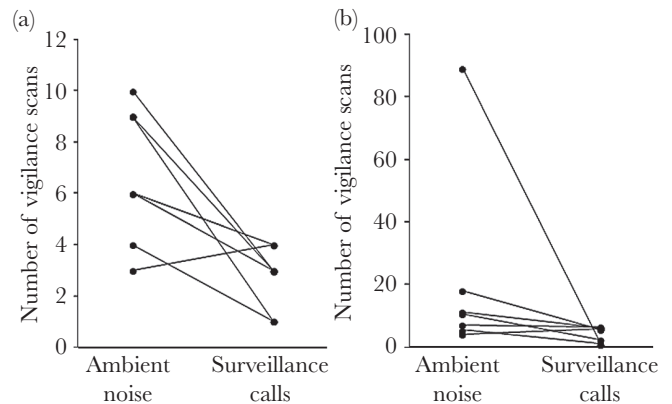 (a)
Number of vigilance scans
12
10
8
6
4
2
0
Ambient
noise
Surveillance
calls
(b)
Number of vigilance scans
100
80
60
40
20
0
Ambient
noise
Surveillance
calls